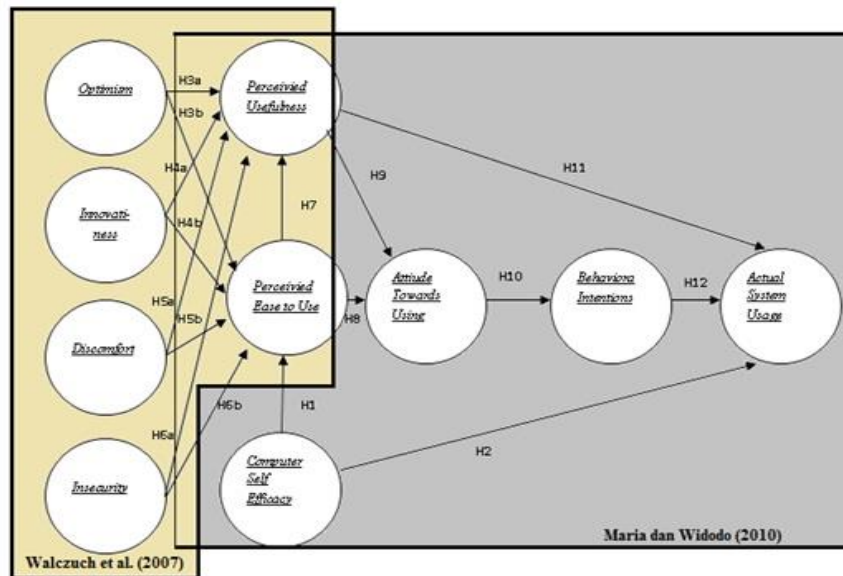 Optimism
H3a
Perceivied
Usefulness
H3b
H4a
H9
H11
Innovati-
ness
H4b
H7
Perceivied
Ease to Use
Attiude
Towards
Using
H10
Behaviora
Intentions
H12
Actual
System
Usage
H5a
H5b
H8
Discomfort
H6b
H1
H6a
H2
Insecurity
Computer
Self
Efficacy
Walczuch et al. (2007)
Maria dan Widodo (2010)